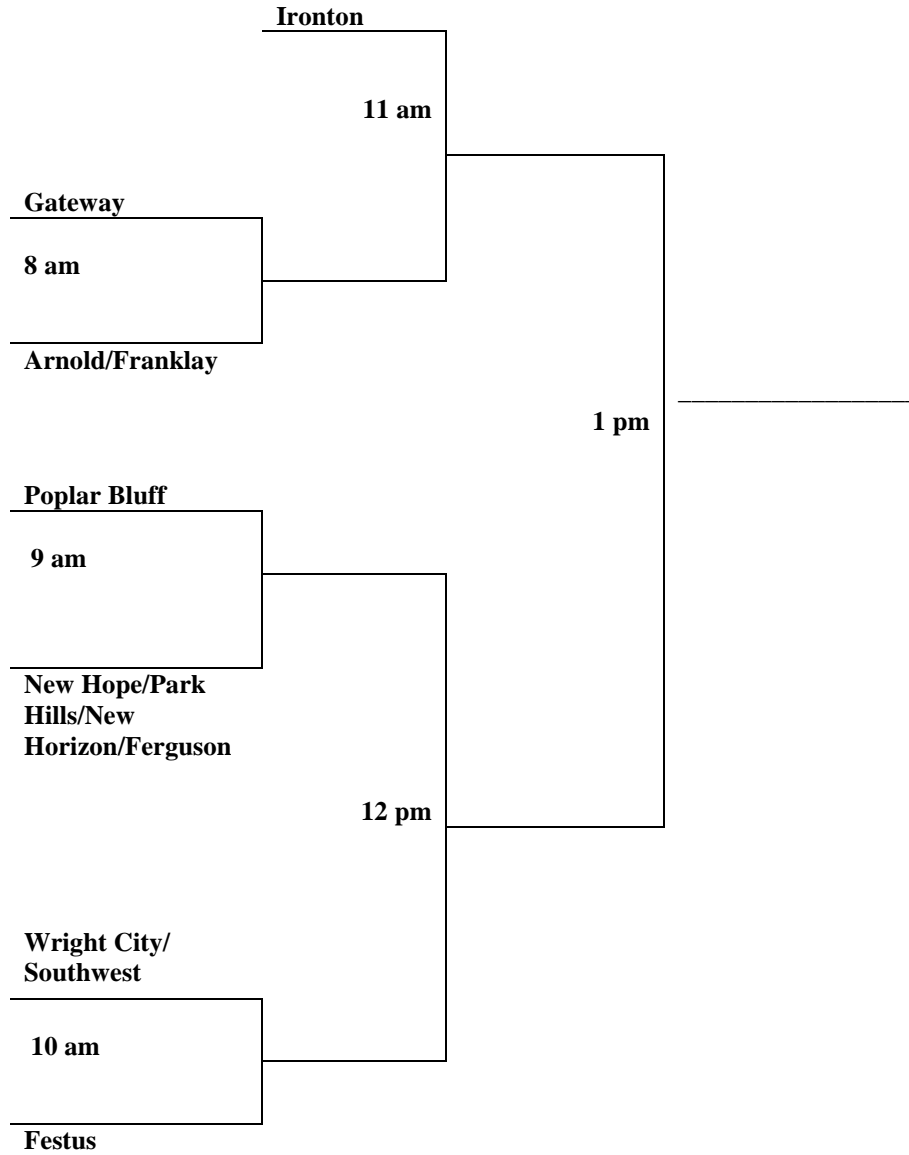 Ironton
11 am
Gateway
8 am
Arnold/Franklay
1 pm
Poplar Bluff
9 am
New Hope/Park
Hills/New
Horizon/Ferguson
12 pm
Wright City/
Southwest
10 am
Festus